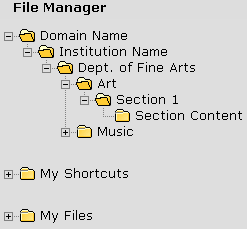 File Manager
Domain Name
Institution Name
Dept. of Fine Arts
Art
Section 1
Section Content
Music
My Shortcuts
My Files